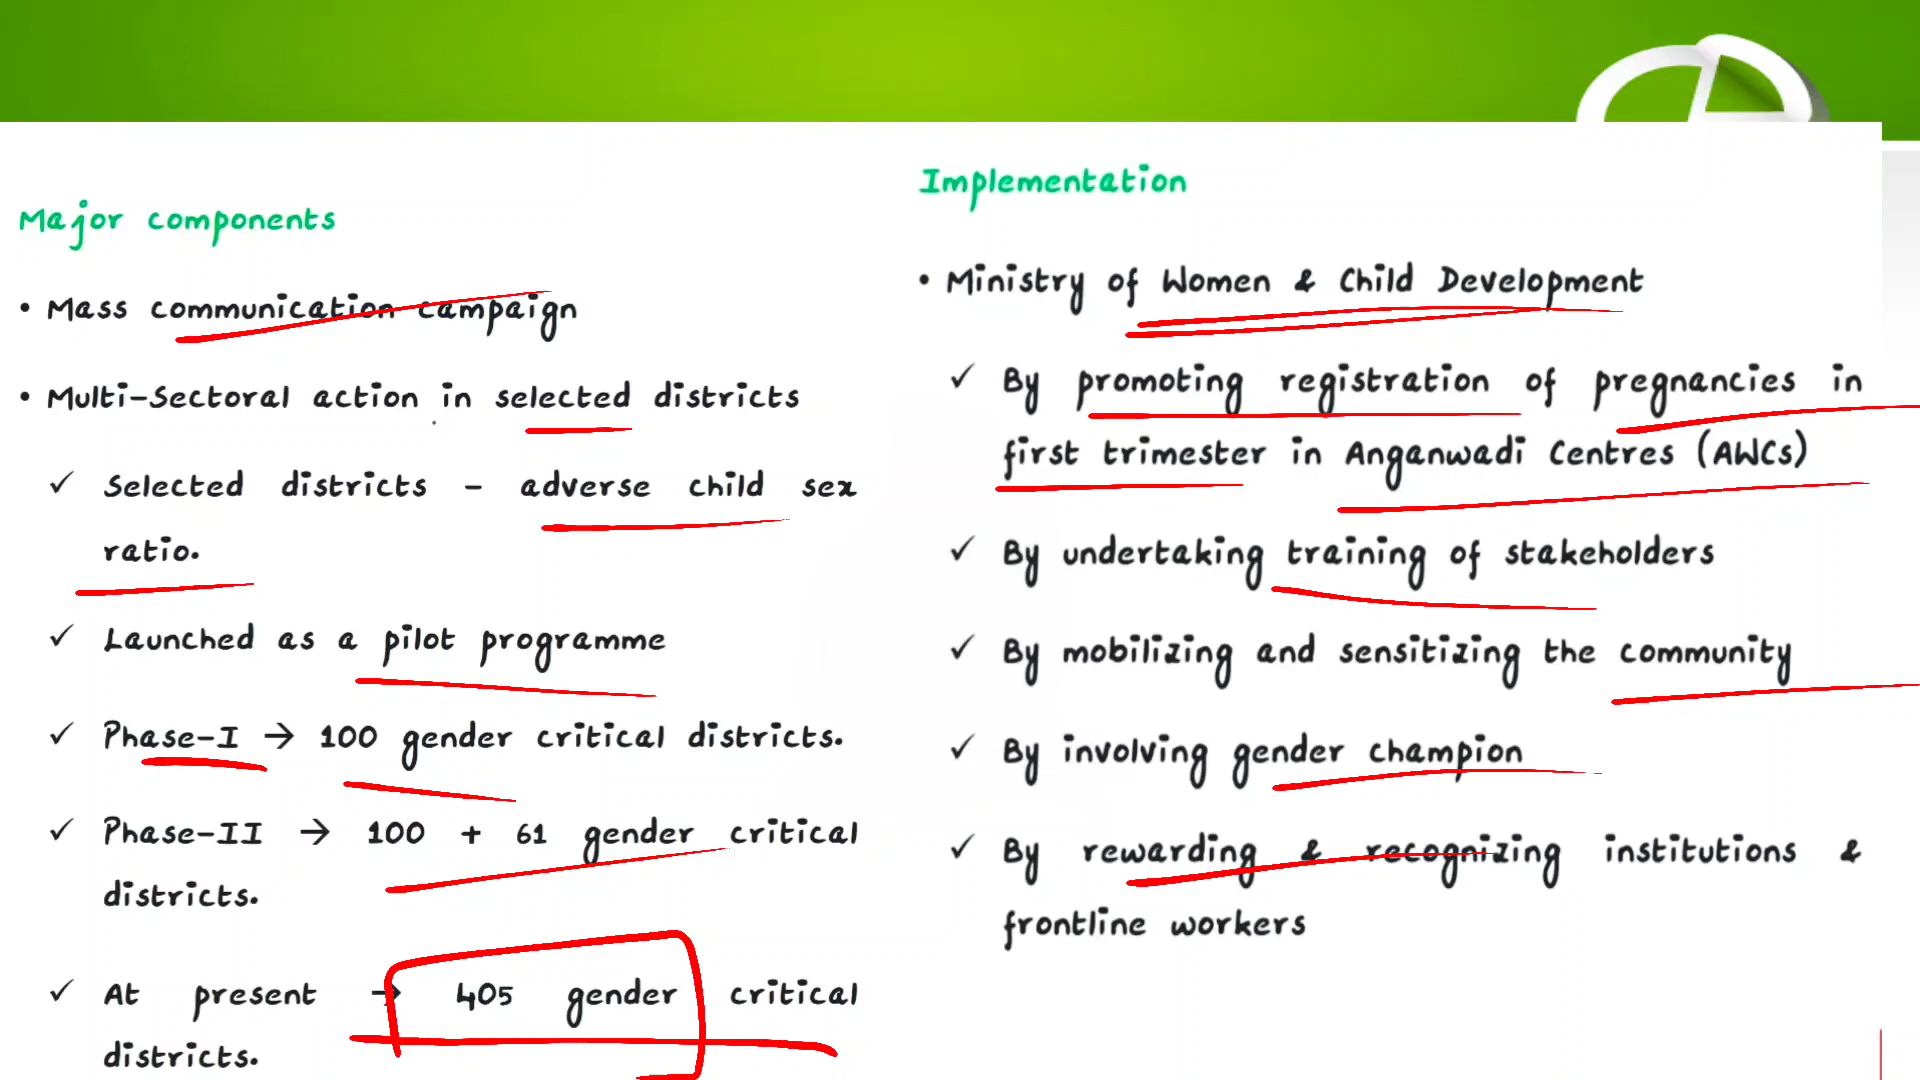 Major components
• Mass communication campaign
• Multi-Sectoral action in selected districts
✓ Selected districts - adverse child sex
ratio.
✓ Launched as a pilot programme
✓ Phase-I → 100 gender critical districts.
✓ Phase-II → 100 + 61 gender critical
districts.
✓ At present → 405 gender critical
districts.
Implementation
• Ministry of Women & Child Development
✓ By promoting registration of pregnancies in
first trimester in Anganwadi Centres (AWCs)
✓ By undertaking training of stakeholders
✓ By mobilizing and sensitizing the community
✓ By involving gender champion
✓ By rewarding & recognizing institutions &
frontline workers